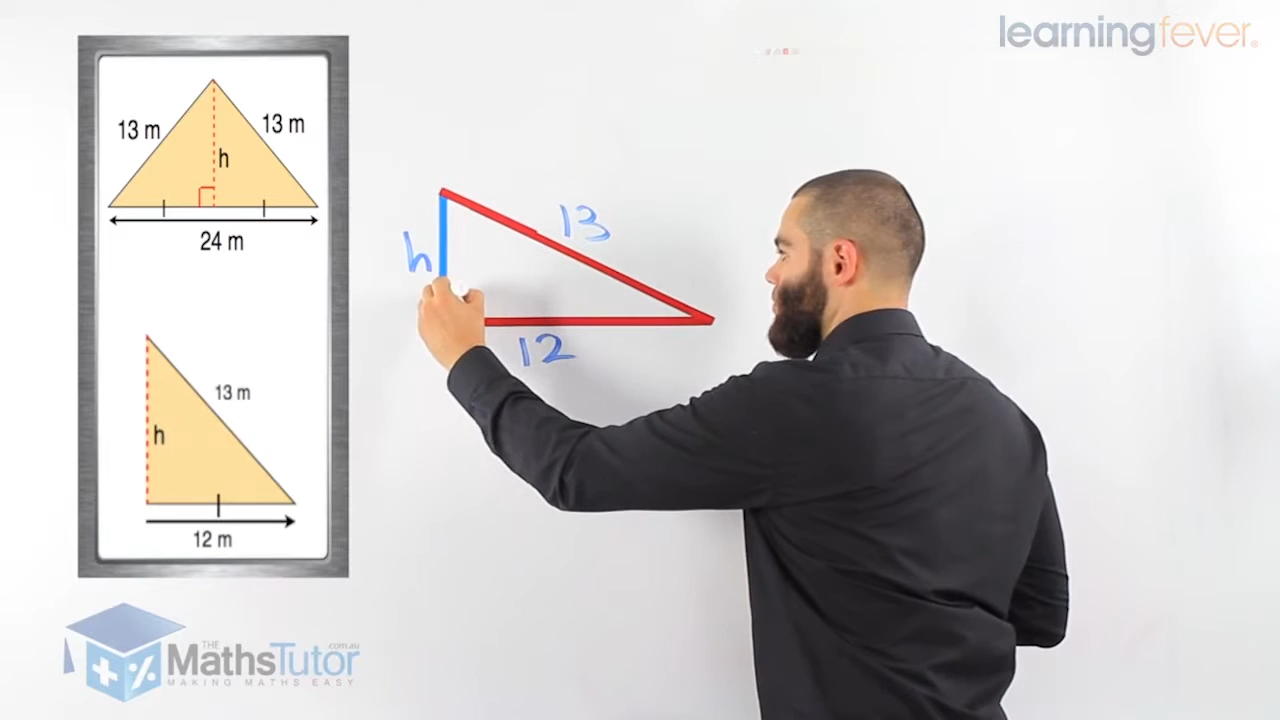 learningfever.
13 m
13 m
h
24 m
13 m
h
12 m
h
13
12
THE
MathsTutor
.com.au
MAKING MATHS EASY